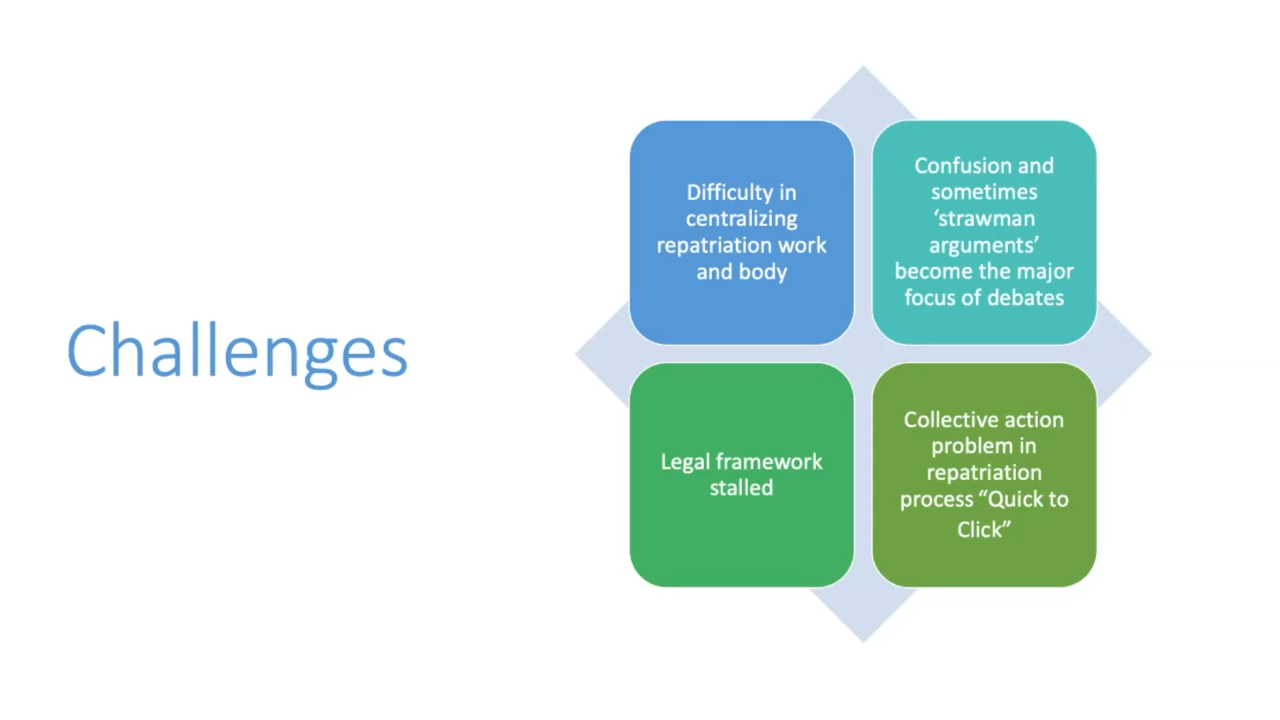 Challenges
Difficulty in
centralizing
repatriation work
and body
Confusion and
sometimes
‘strawman
arguments’
become the major
focus of debates
Legal framework
stalled
Collective action
problem in
repatriation
process “Quick to
Click”